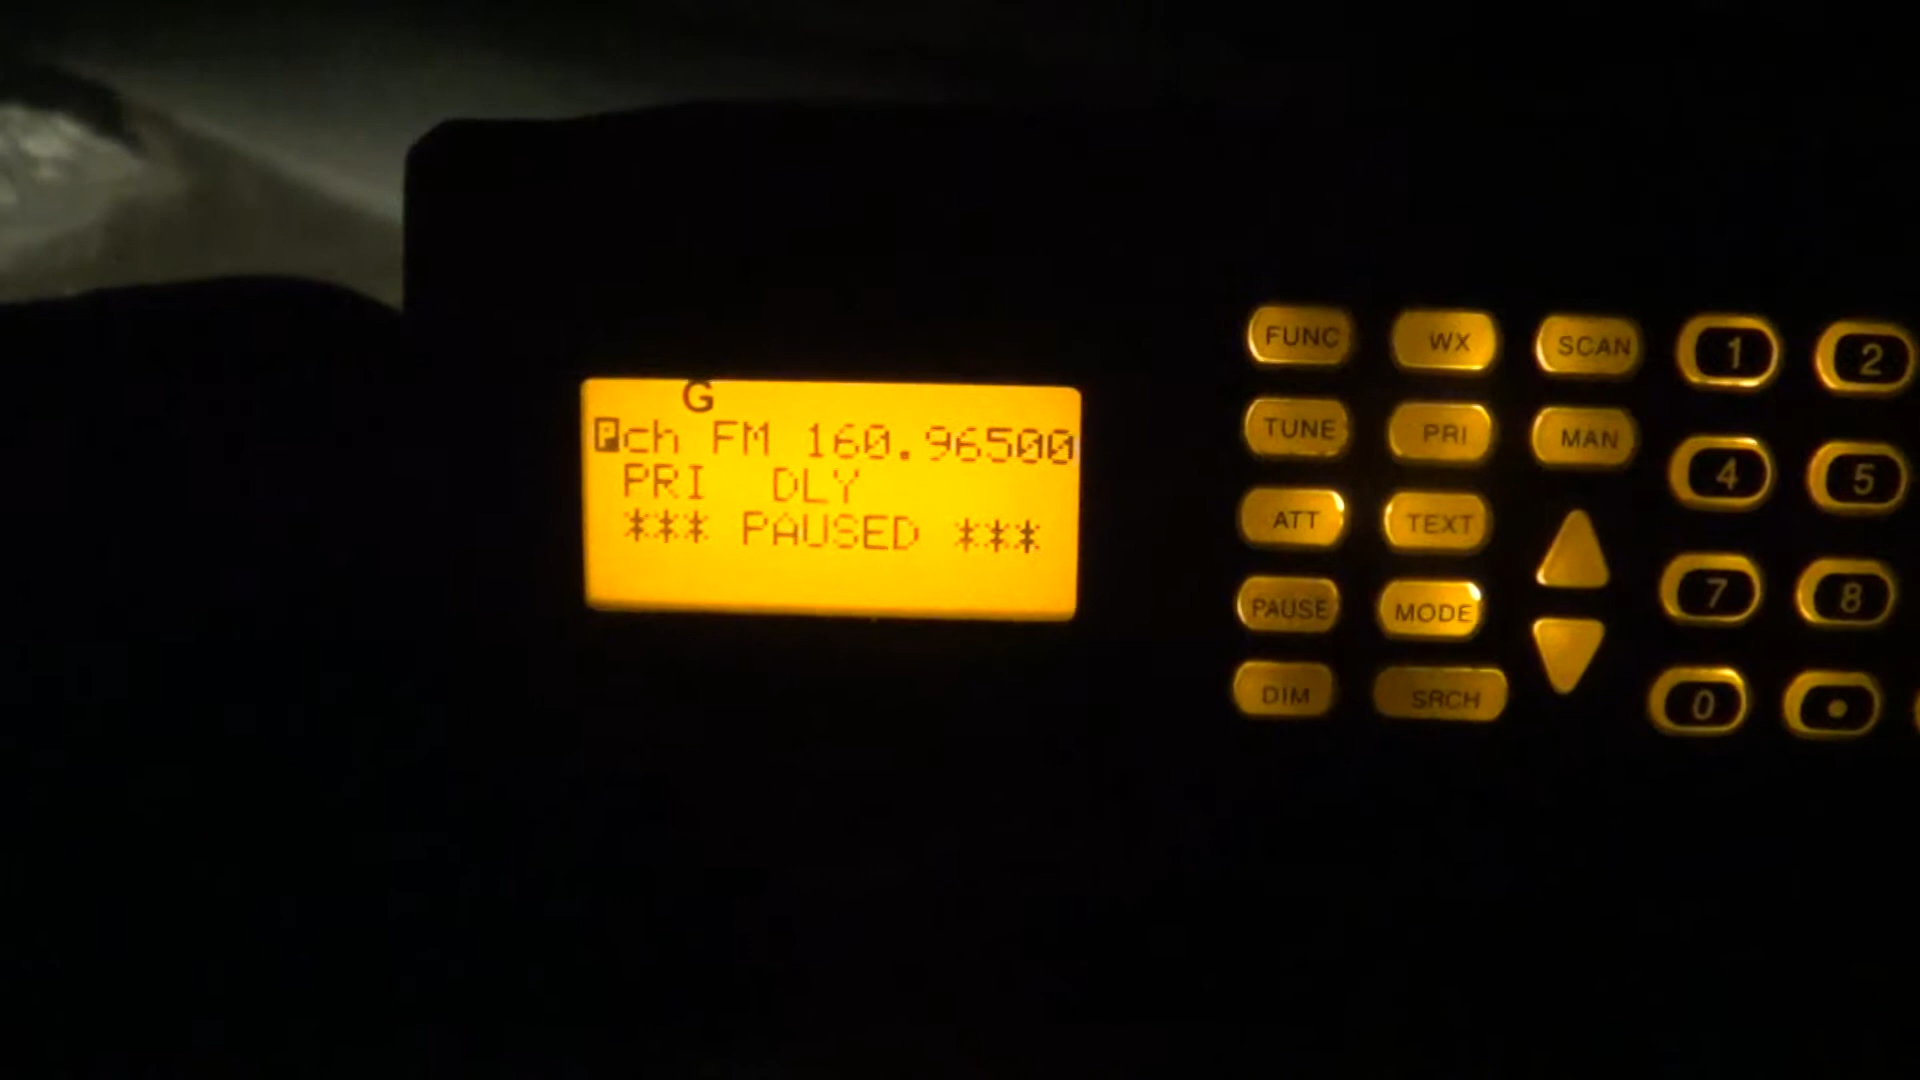 G
Pch FM 160.96500
PRI DLY
*** PAUSED ***
FUNC WX SCAN 1 2
TUNE PRI MAN
ATT TEXT 4 5
PAUSE MODE 7 8
DIM SRCH 0 •